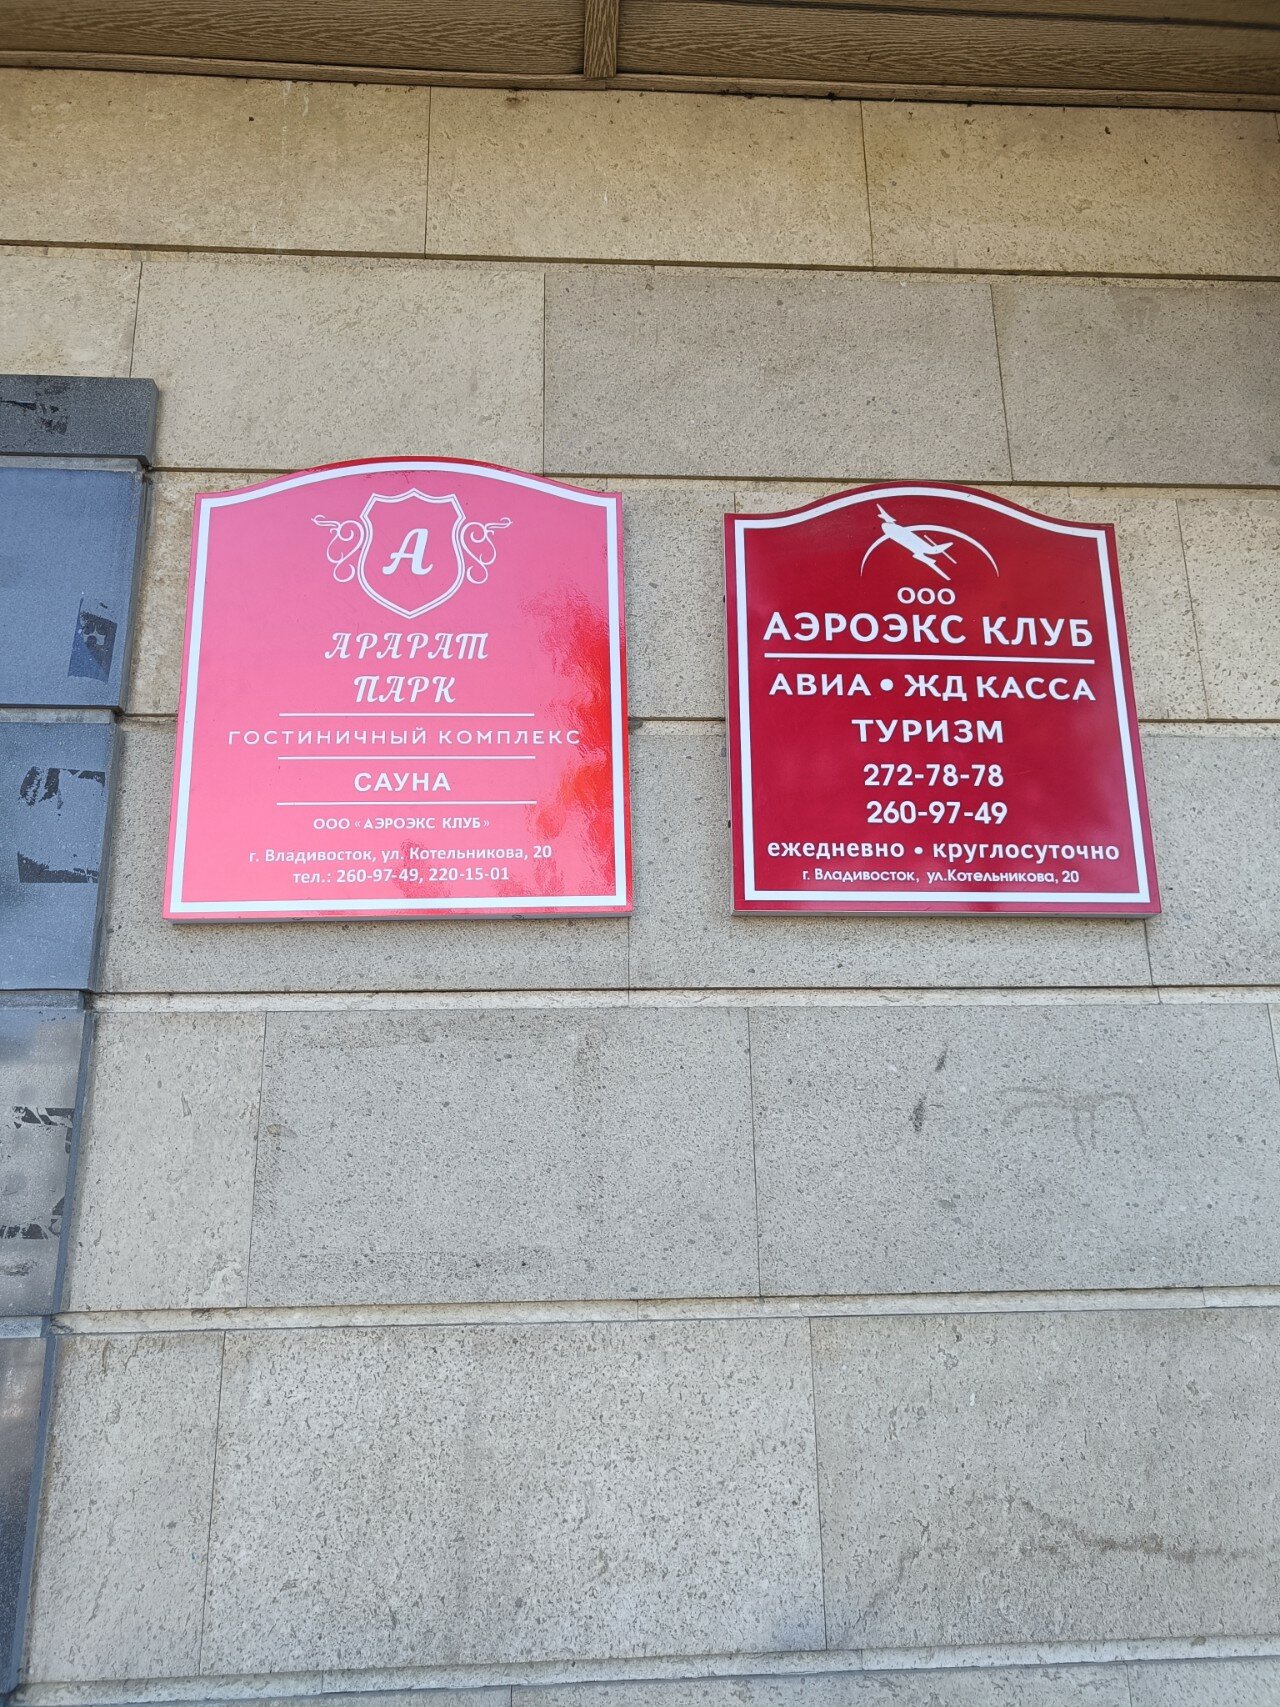 А
АРАРАТ
ПАРК
ГОСТИНИЧНЫЙ КОМПЛЕКС
САУНА
ООО «АЭРОЭКС КЛУБ»
г. Владивосток, ул. Котельникова, 20
тел.: 260-97-49, 220-15-01
ООО
АЭРОЭКС КЛУБ
АВИА • ЖД КАССА
ТУРИЗМ
272-78-78
260-97-49
ежедневно • круглосуточно
г. Владивосток, ул.Котельникова, 20